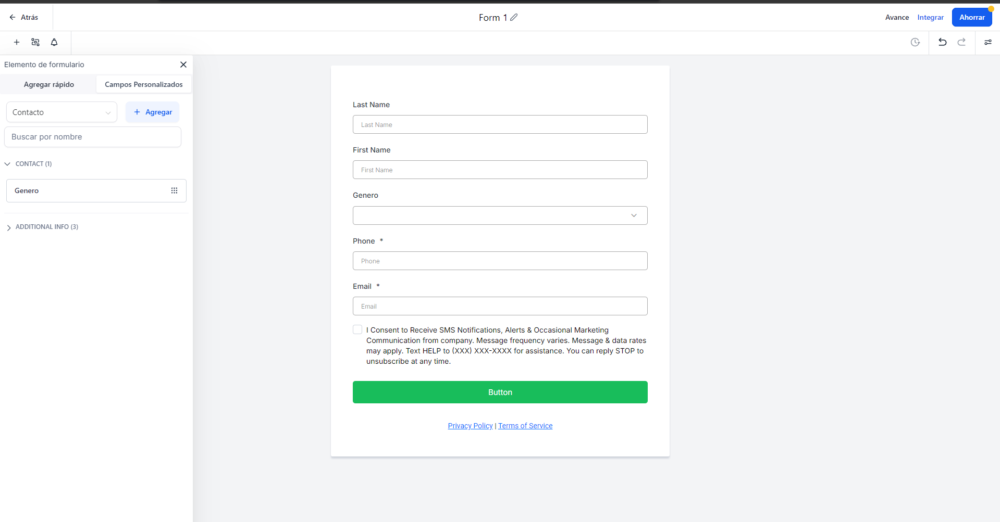 Atrás
Form 1
Avance
Integrar
Ahorrar
Elemento de formulario
Agregar rápido
Campos Personalizados
Contacto
+ Agregar
Buscar por nombre
CONTACT (1)
Genero
ADDITIONAL INFO (3)
Last Name
Last Name
First Name
First Name
Genero
Phone *
Phone
Email *
Email
I Consent to Receive SMS Notifications, Alerts & Occasional Marketing
Communication from company. Message frequency varies. Message & data rates
may apply. Text HELP to (XXX) XXX-XXXX for assistance. You can reply STOP to
unsubscribe at any time.
Button
Privacy Policy | Terms of Service